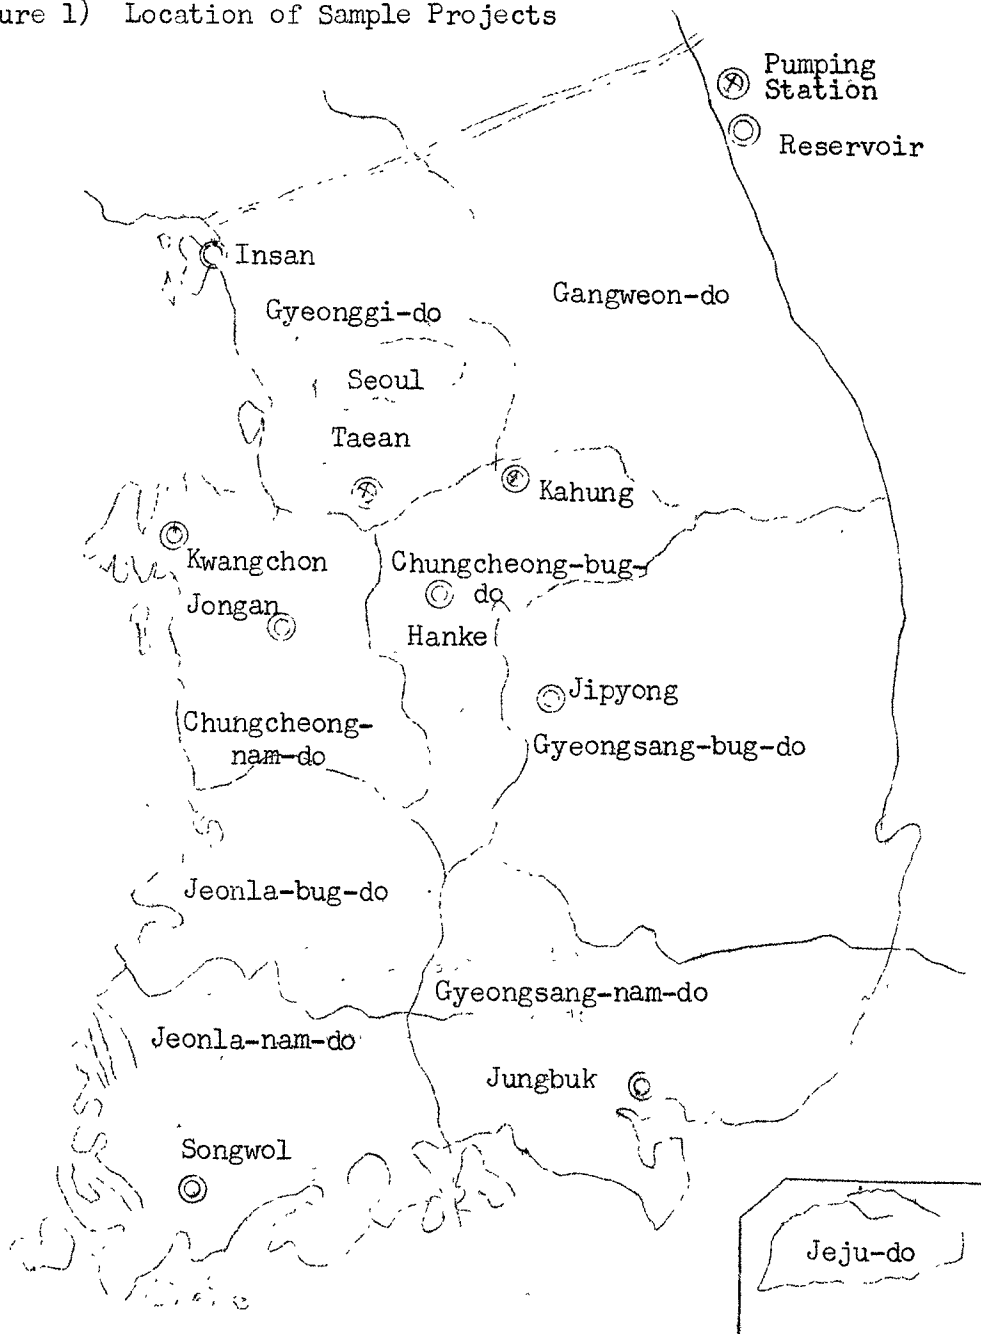 ure 1) Location of Sample Projects
Pumping
Station
Reservoir
Insan
Gangweon-do
Gyeonggi-do
Seoul
Taean
Kahung
Kwangchon
Chungcheong-bug-
do
Jongan
Hanke
Jipyong
Chungcheong-
nam-do
Gyeongsang-bug-do
Jeonla-bug-do
Gyeongsang-nam-do
Jeonla-nam-do
Jungbuk
Songwol
Jeju-do